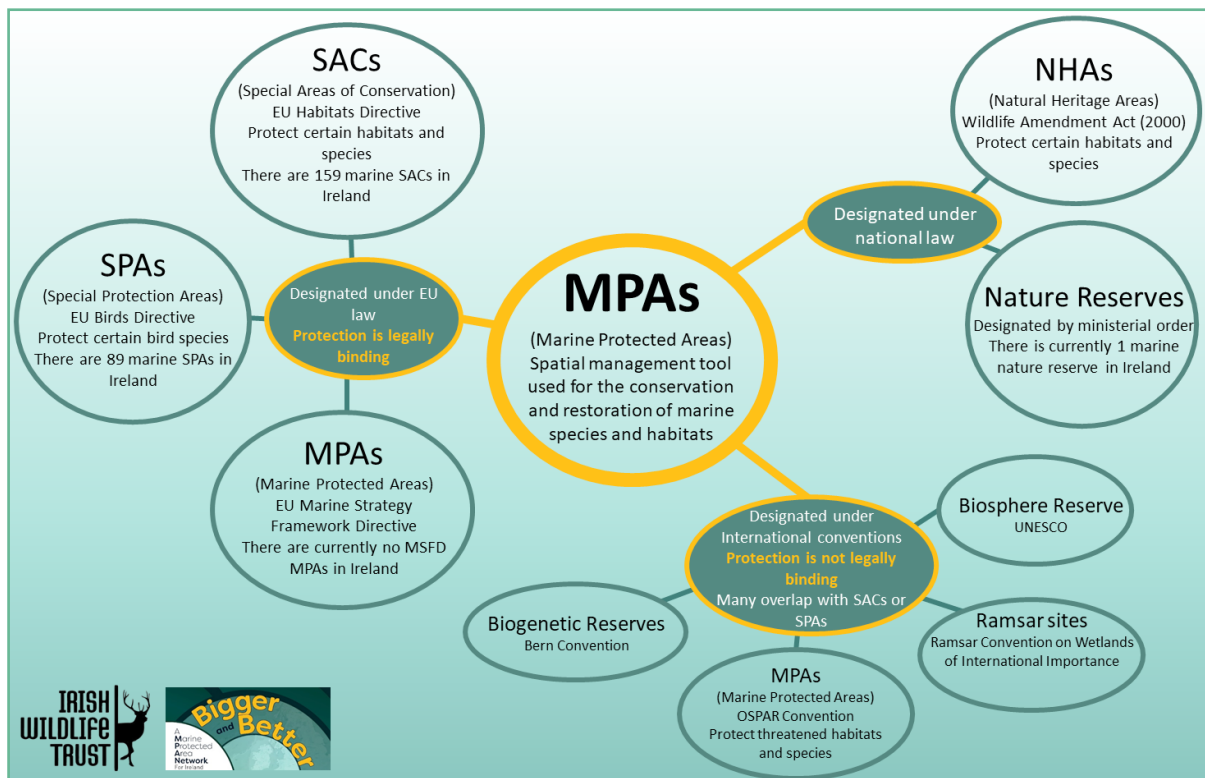 SACs
(Special Areas of Conservation)
EU Habitats Directive
Protect certain habitats and
species
There are 159 marine SACs in
Ireland
SPAs
(Special Protection Areas)
EU Birds Directive
Protect certain bird species
There are 89 marine SPAs in
Ireland
Designated under EU
law
Protection is legally
binding
MPAs
(Marine Protected Areas)
EU Marine Strategy
Framework Directive
There are currently no MSFD
MPAs in Ireland
MPAs
(Marine Protected Areas)
Spatial management tool
used for the conservation
and restoration of marine
species and habitats
NHAs
(Natural Heritage Areas)
Wildlife Amendment Act (2000)
Protect certain habitats and
species
Designated under
national law
Nature Reserves
Designated by ministerial order
There is currently 1 marine
nature reserve in Ireland
Designated under
International conventions
Protection is not legally
binding
Many overlap with SACs or
SPAs
Biosphere Reserve
UNESCO
Biogenetic Reserves
Bern Convention
Ramsar sites
Ramsar Convention on Wetlands
of International Importance
MPAs
(Marine Protected Areas)
OSPAR Convention
Protect threatened habitats
and species
IRISH
WILDLIFE
TRUST
Bigger
and Better
A
Marine
Protected
Area
Network
For Ireland